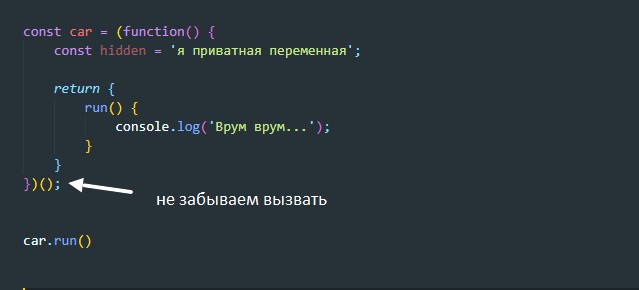 const car = (function() {
    const hidden = 'я приватная переменная';
    return {
        run() {
            console.log('Врум врум...');
        }
    }
})();
не забываем вызвать
car.run()